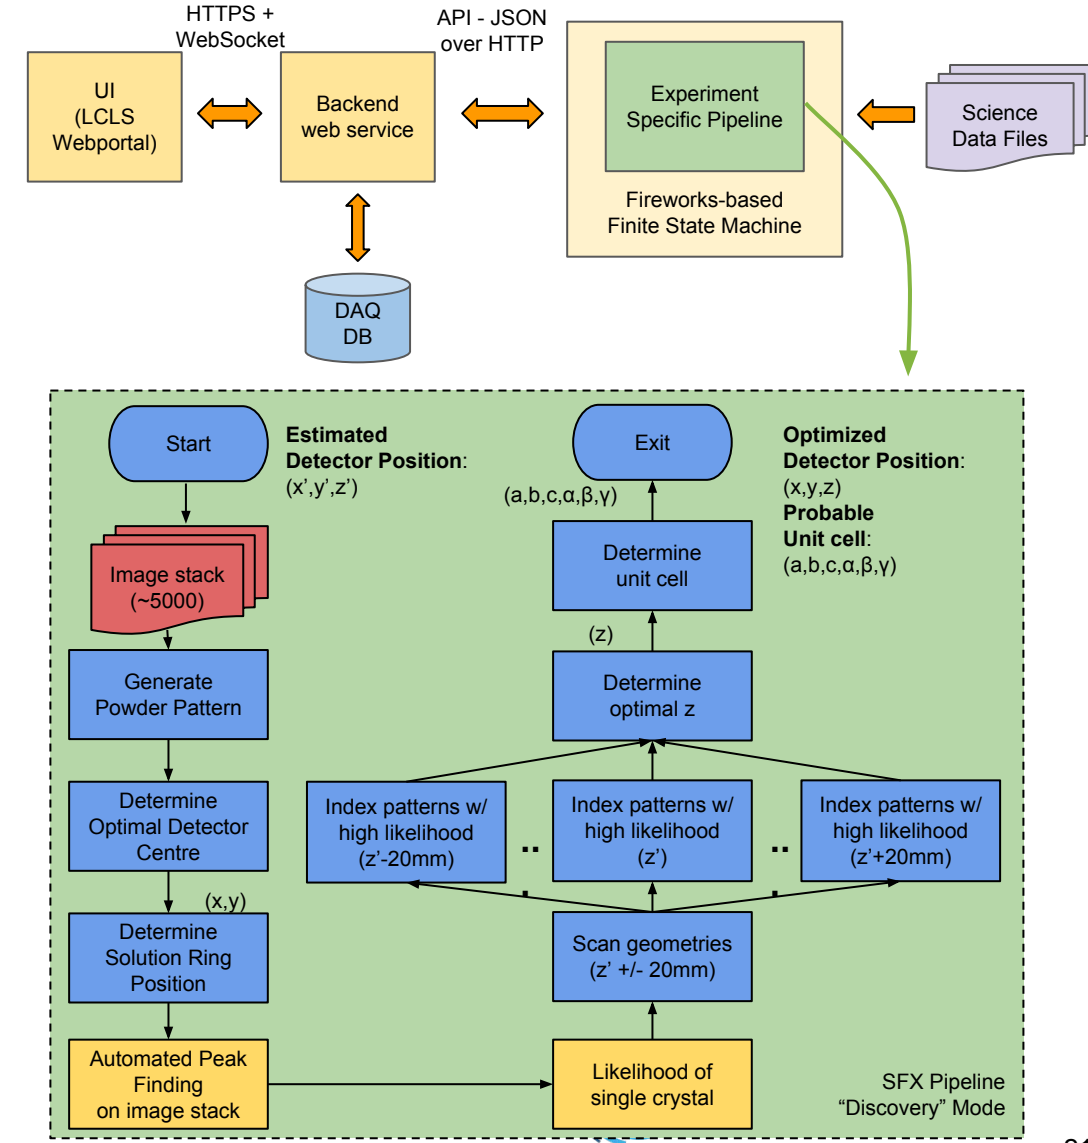 HTTPS +
WebSocket
API - JSON
over HTTP
UI
(LCLS
Webportal)
Backend
web service
Experiment
Specific Pipeline
Fireworks-based
Finite State Machine
Science
Data Files
DAQ
DB
Start
Estimated
Detector Position:
(x’,y’,z’)
Image stack
(~5000)
Generate
Powder Pattern
Determine
Optimal Detector
Centre
(x,y)
Determine
Solution Ring
Position
Automated Peak
Finding
on image stack
Exit
Optimized
Detector Position:
(x,y,z)
Probable
Unit cell:
(a,b,c,α,β,γ)
(a,b,c,α,β,γ)
Determine
unit cell
(z)
Determine
optimal z
Index patterns w/
high likelihood
(z’-20mm)
..
.
Index patterns w/
high likelihood
(z’)
..
.
Index patterns w/
high likelihood
(z’+20mm)
Scan geometries
(z’ +/- 20mm)
Likelihood of
single crystal
SFX Pipeline
“Discovery” Mode